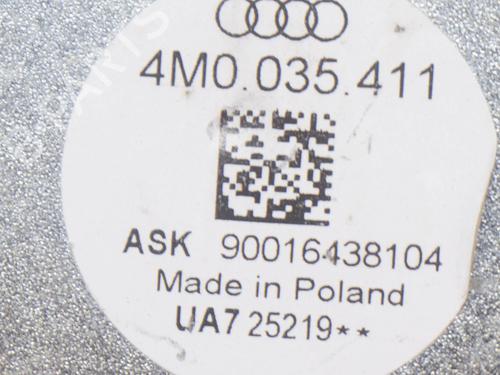 4M0.035.411
ASK 90016438104
Made in Poland
UA7 25219**